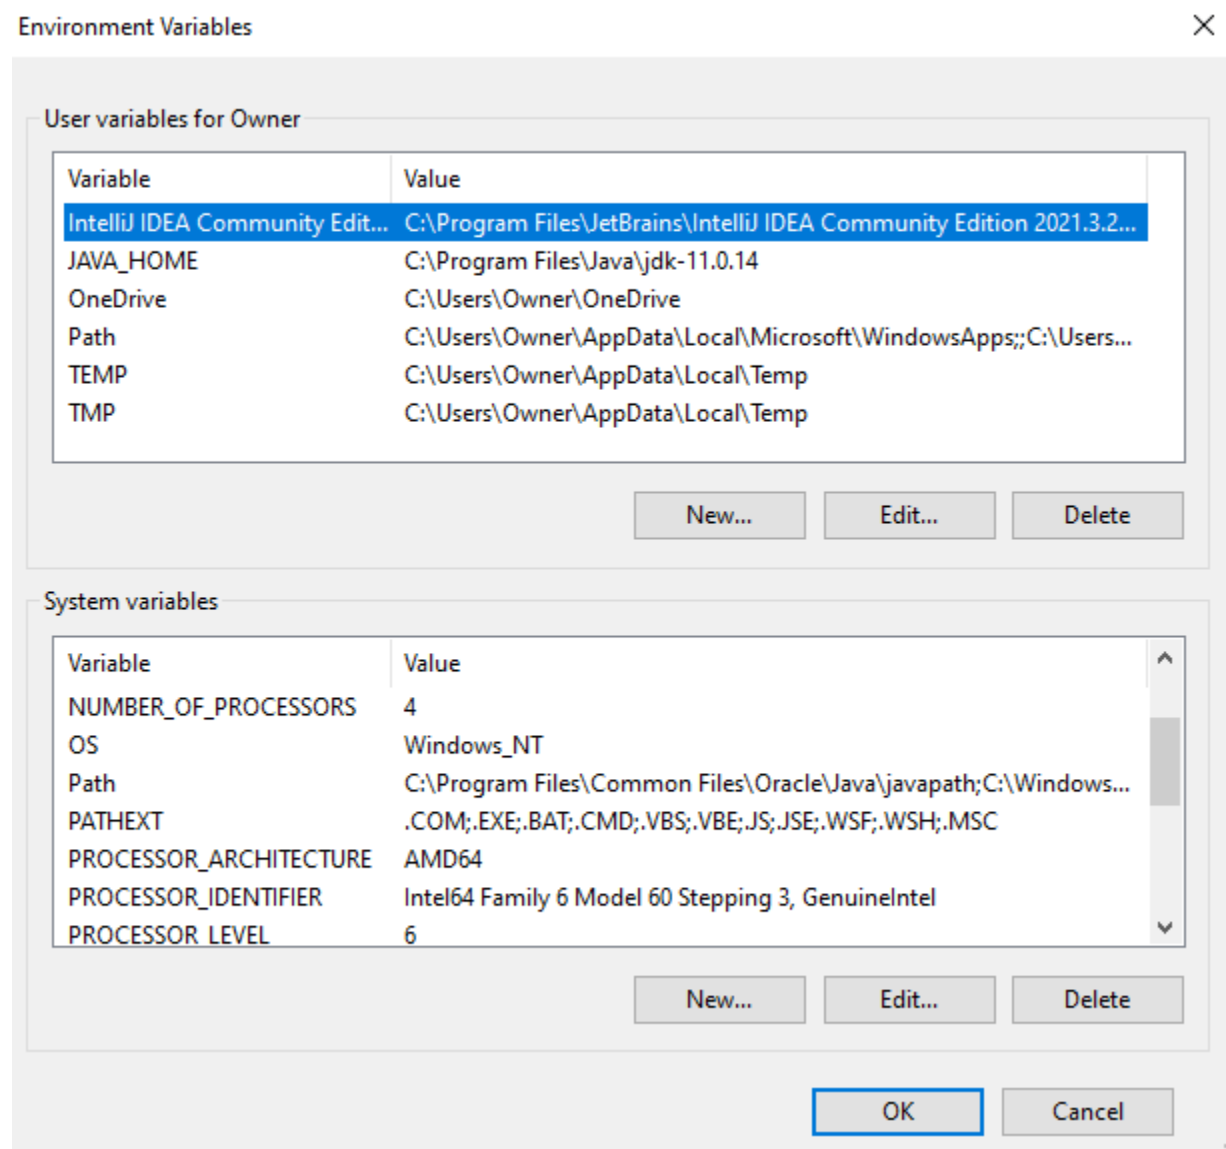 Environment Variables
User variables for Owner
Variable Value
IntelliJ IDEA Community Edit... C:\Program Files\JetBrains\IntelliJ IDEA Community Edition 2021.3.2...
JAVA_HOME C:\Program Files\Java\jdk-11.0.14
OneDrive C:\Users\Owner\OneDrive
Path C:\Users\Owner\AppData\Local\Microsoft\WindowsApps;;C:\Users...
TEMP C:\Users\Owner\AppData\Local\Temp
TMP C:\Users\Owner\AppData\Local\Temp
New... Edit... Delete
System variables
Variable Value
NUMBER_OF_PROCESSORS 4
OS Windows_NT
Path C:\Program Files\Common Files\Oracle\Java\javapath;C:\Windows...
PATHEXT .COM;.EXE;.BAT;.CMD;.VBS;.VBE;.JS;.JSE;.WSF;.WSH;.MSC
PROCESSOR_ARCHITECTURE AMD64
PROCESSOR_IDENTIFIER Intel64 Family 6 Model 60 Stepping 3, GenuineIntel
PROCESSOR_LEVEL 6
New... Edit... Delete
OK Cancel